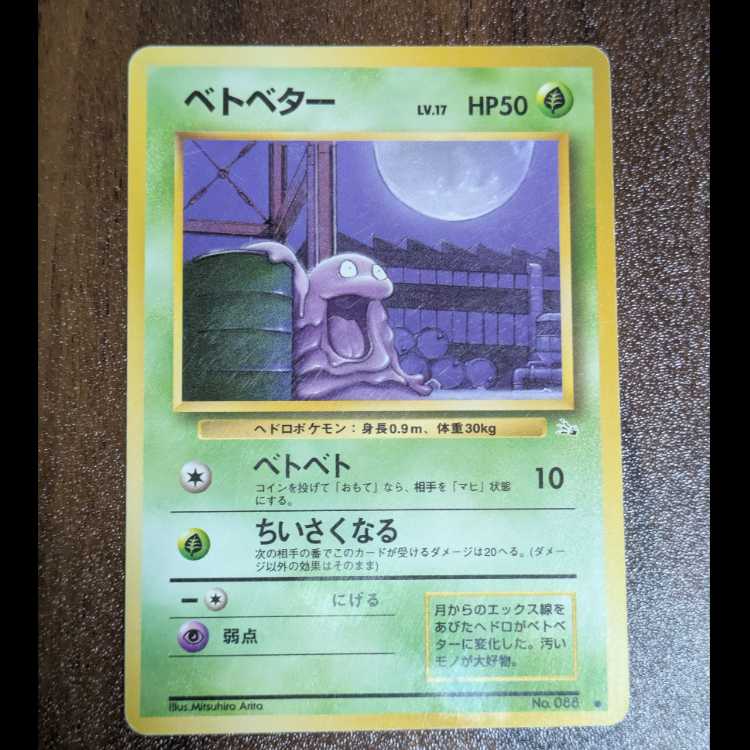 ベトベター LV.17 HP50
ヘドロポケモン：身長0.9m、体重30kg
ベトベト 10
コインを投げて「おもて」なら、相手を「マヒ」状態
にする。
ちいさくなる
次の相手の番でこのカードが受けるダメージは20へる。(ダメー
ジ以外の効果はそのまま)
にげる
弱点
月からのエックス線を
あびたヘドロがベトベ
ターに変化した。汚い
モノが大好物。
Illus.Mitsuhiro Arita No.088